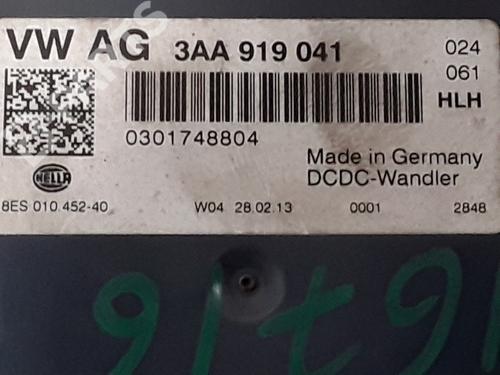 VW AG 3AA 919 041 024
061
HLH
0301748804
Made in Germany
DCDC-Wandler
HELLA
8ES 010.452-40 W04 28.02.13 0001 2848